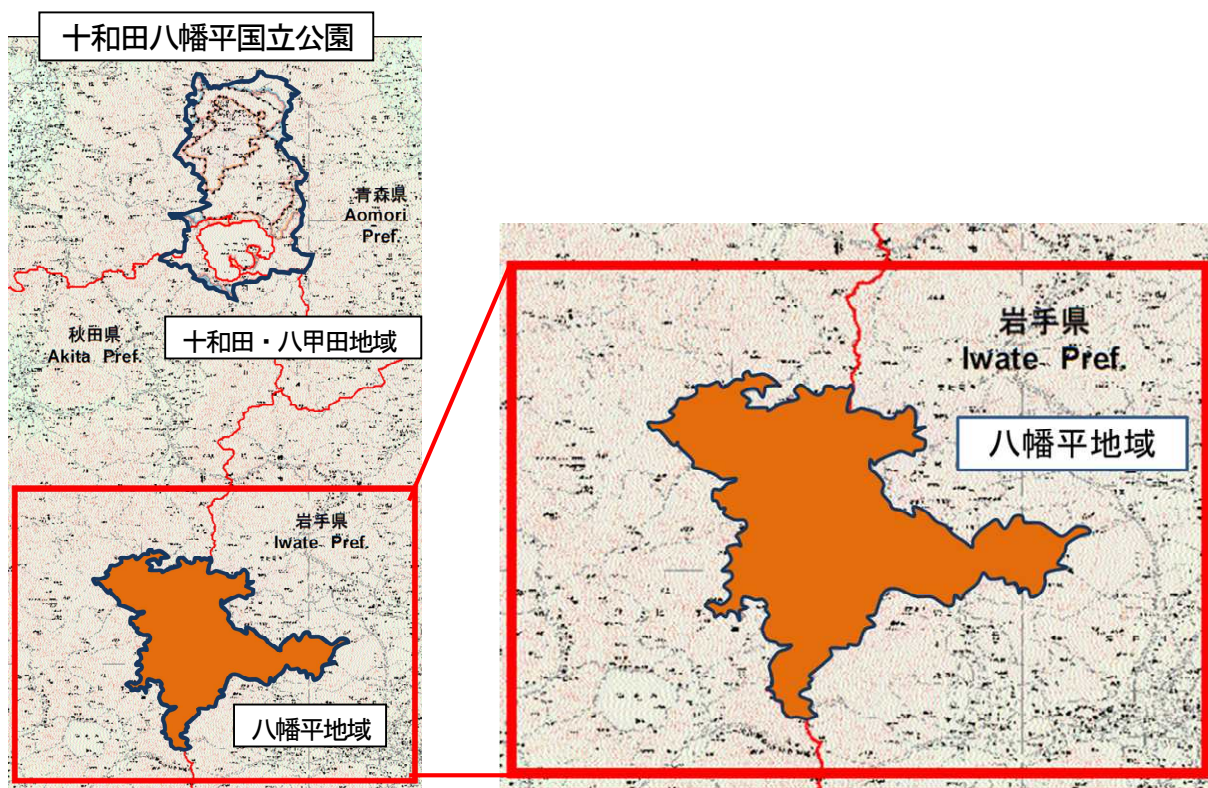 十和田八幡平国立公園
青森県
Aomori
Pref.
秋田県
Akita Pref.
十和田・八甲田地域
岩手県
Iwate Pref.
八幡平地域
岩手県
Iwate Pref.
八幡平地域